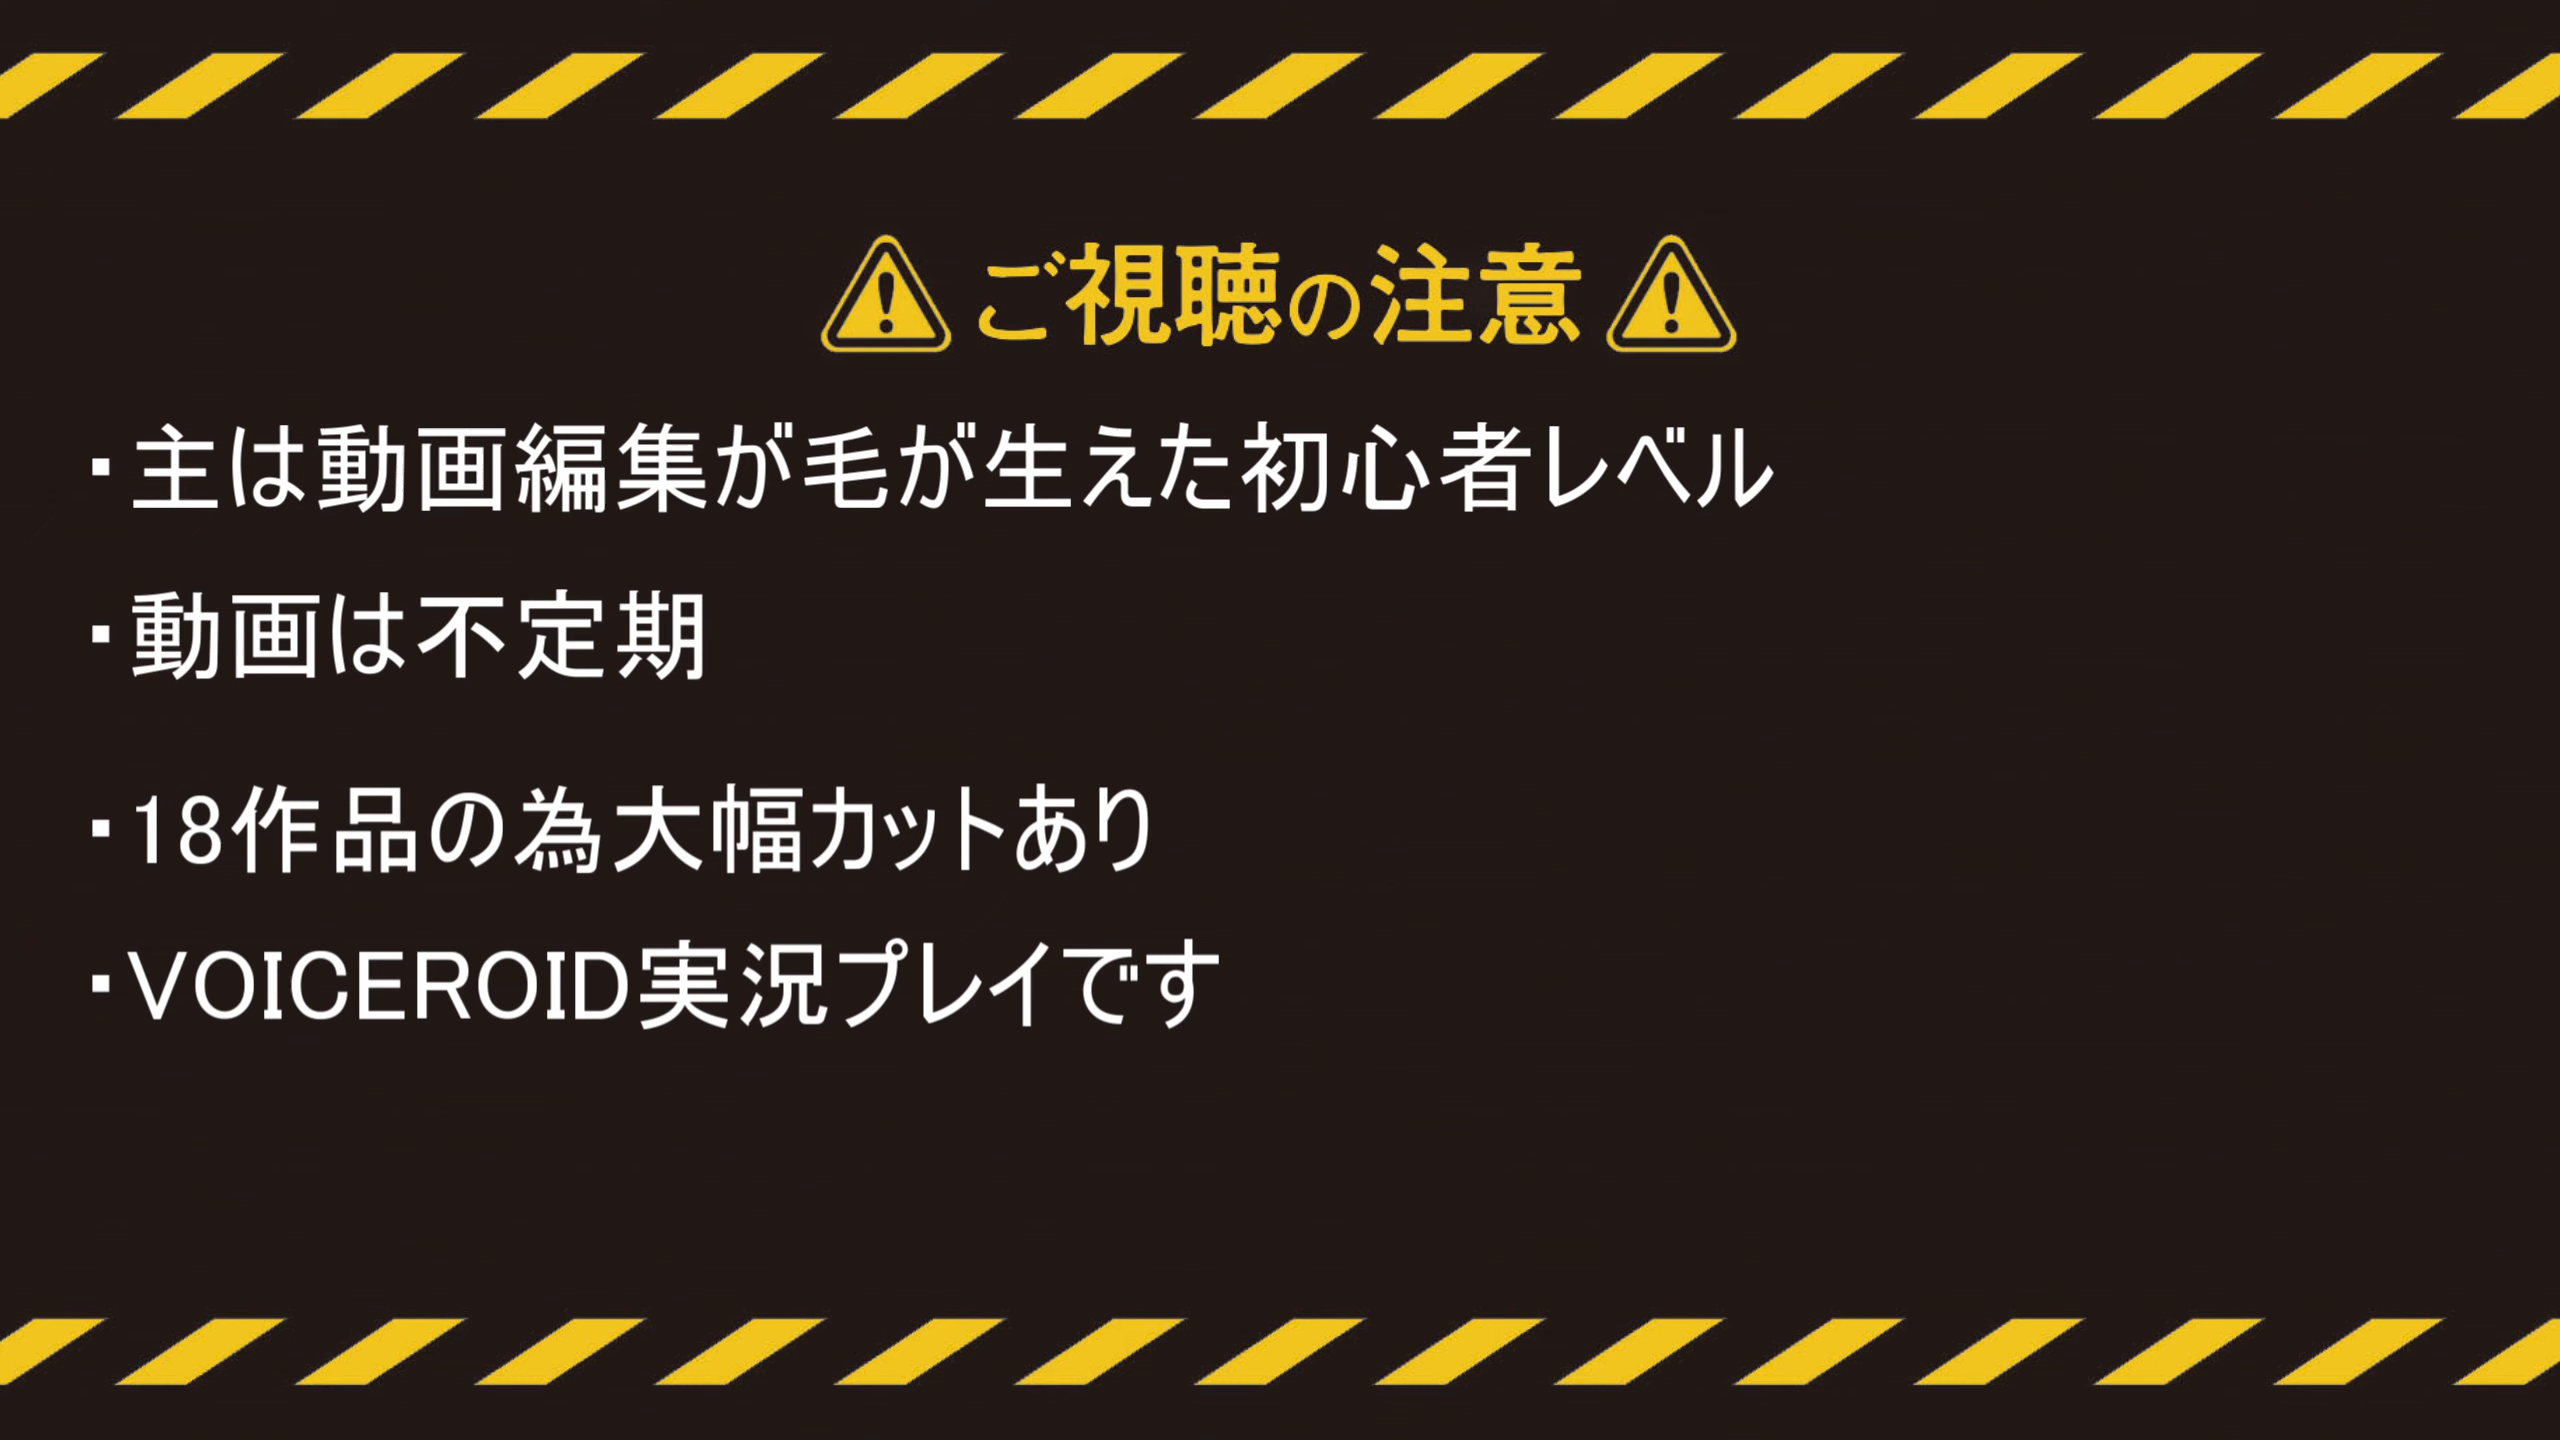 ご視聴の注意
・主は動画編集が毛が生えた初心者レベル
・動画は不定期
・18作品の為大幅カットあり
・VOICEROID実況プレイです